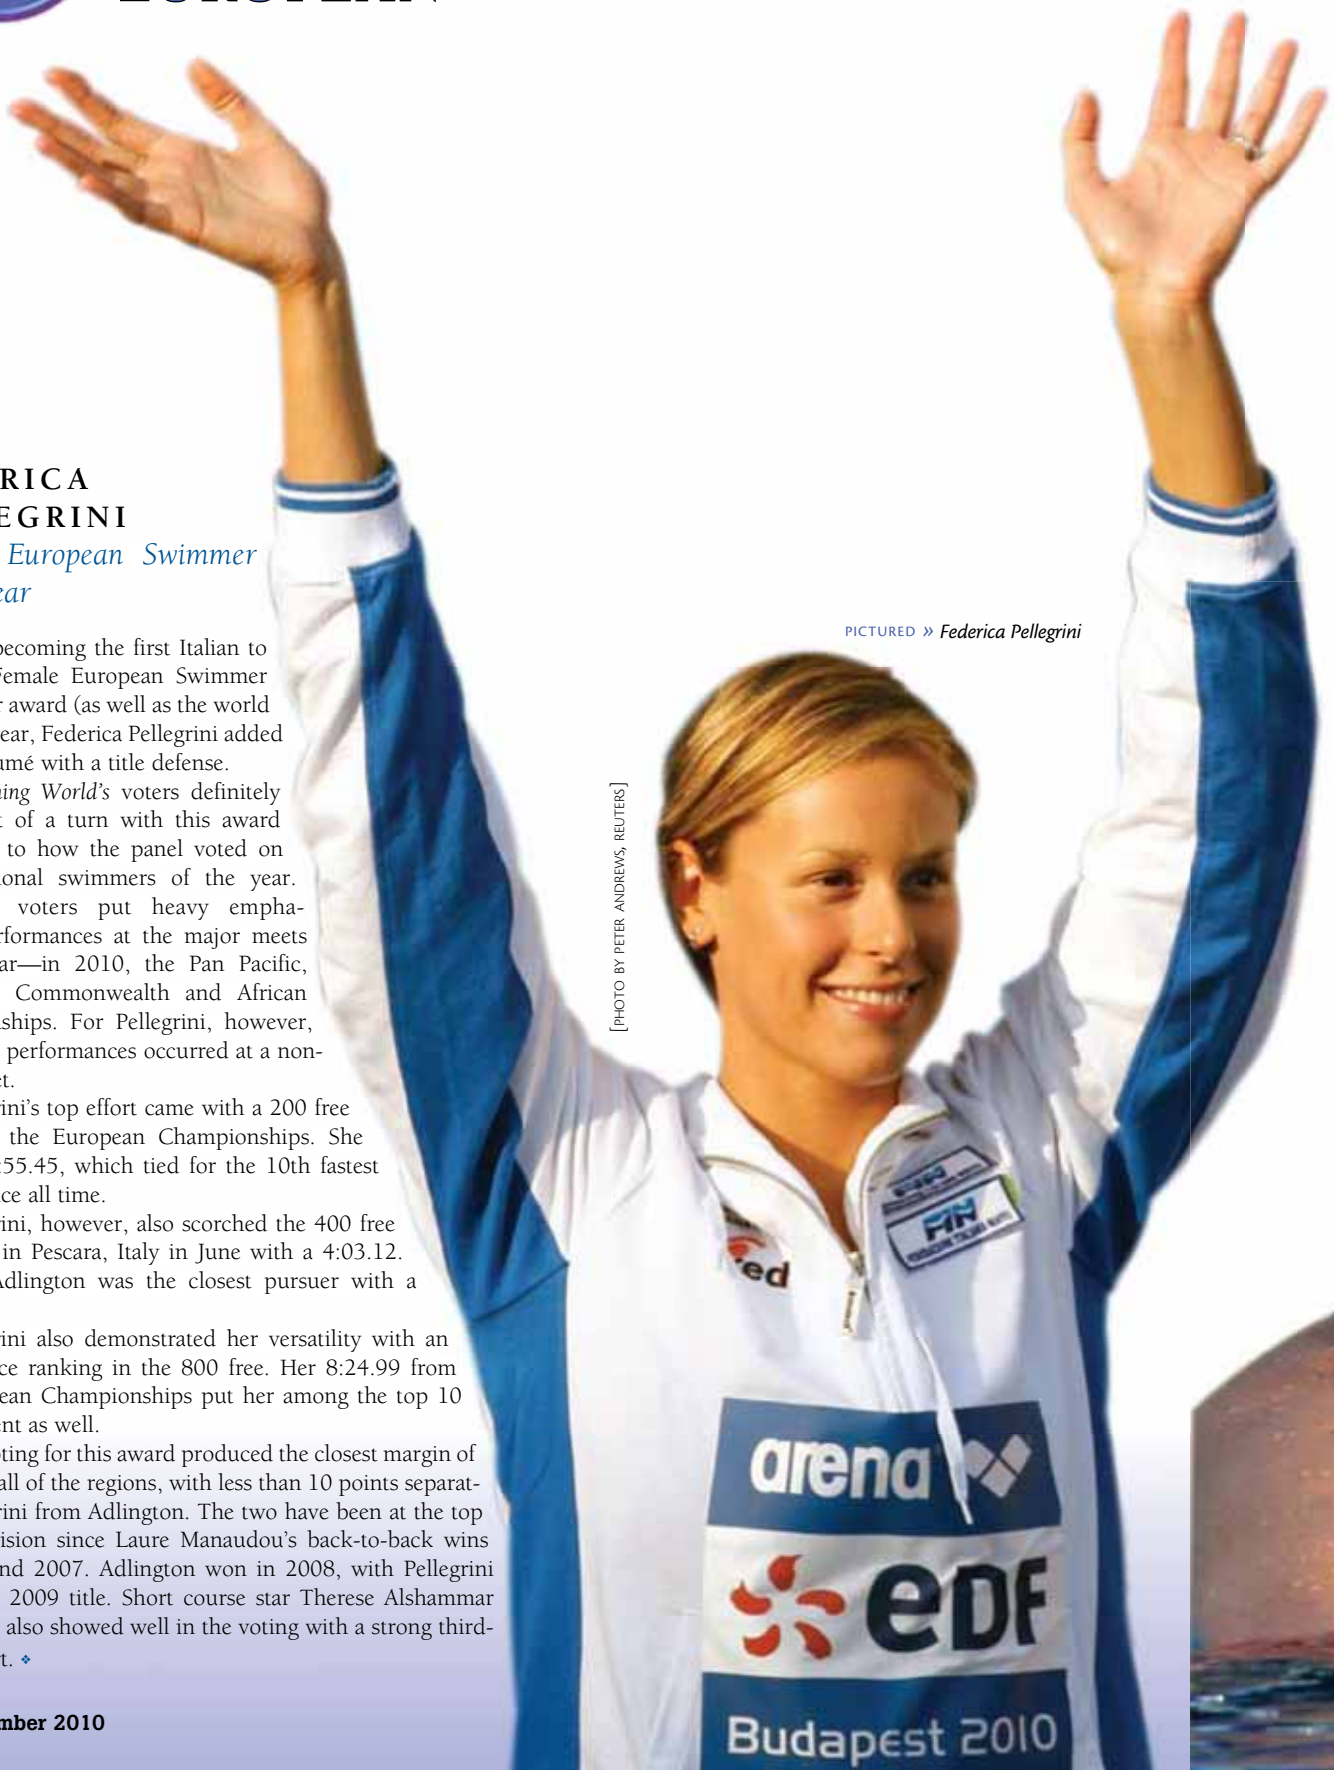 RICA
EGRINI
European Swimmer
ear
becoming the first Italian to
Female European Swimmer
r award (as well as the world
ear, Federica Pellegrini added
umé with a title defense.
ing World's voters definitely
t of a turn with this award
to how the panel voted on
ional swimmers of the year.
voters put heavy empha-
rformances at the major meets
ar—in 2010, the Pan Pacific,
Commonwealth and African
ships. For Pellegrini, however,
performances occurred at a non-
et.
ini's top effort came with a 200 free
the European Championships. She
:55.45, which tied for the 10th fastest
ce all time.
rini, however, also scorched the 400 free
in Pescara, Italy in June with a 4:03.12.
Adlington was the closest pursuer with a
rini also demonstrated her versatility with an
ce ranking in the 800 free. Her 8:24.99 from
ean Championships put her among the top 10
ent as well.
ting for this award produced the closest margin of
all of the regions, with less than 10 points separat-
rini from Adlington. The two have been at the top
ision since Laure Manaudou's back-to-back wins
nd 2007. Adlington won in 2008, with Pellegrini
2009 title. Short course star Therese Alshammar
also showed well in the voting with a strong third-
t. ❖
mber 2010
PICTURED » Federica Pellegrini
[PHOTO BY PETER ANDREWS, REUTERS]
ed
FIN
arena
eDF
Budapest 2010